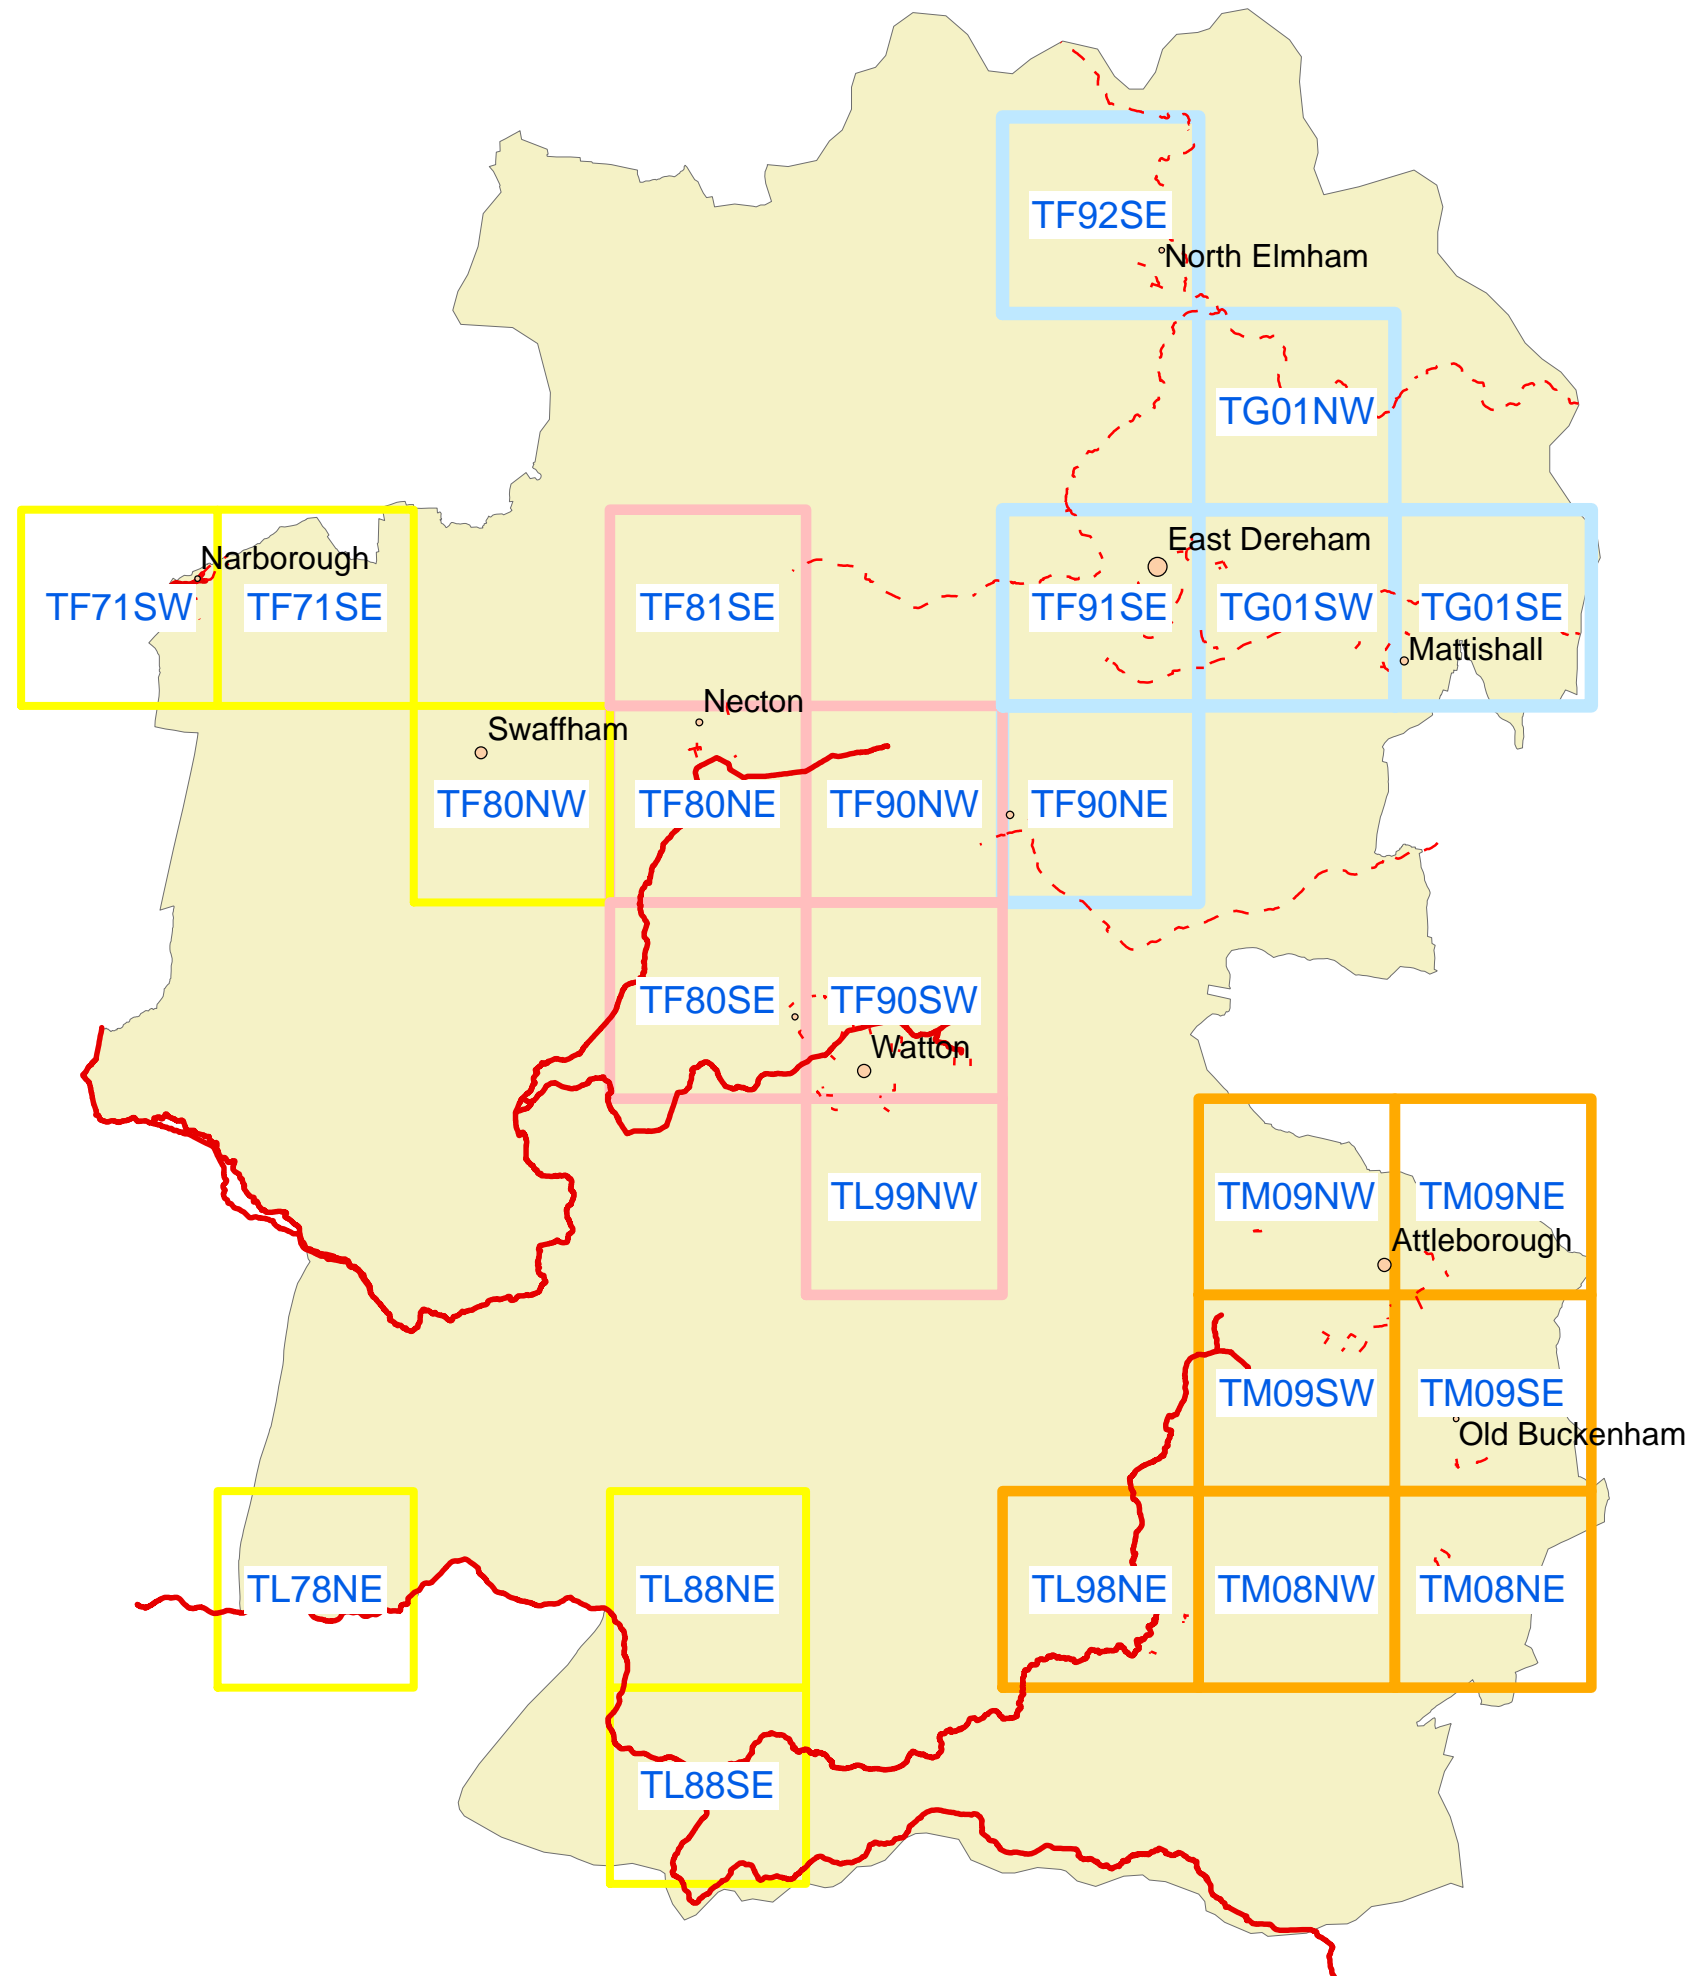 TF92SE
North Elmham
TG01NW
East Dereham
Narborough
TF71SW
TF71SE
TF81SE
TF91SE
TG01SW
TG01SE
Mattishall
Necton
Swaffham
TF80NW
TF80NE
TF90NW
TF90NE
TF80SE
TF90SW
Watton
TL99NW
TM09NW
TM09NE
Attleborough
TM09SW
TM09SE
Old Buckenham
TL78NE
TL88NE
TL98NE
TM08NW
TM08NE
TL88SE